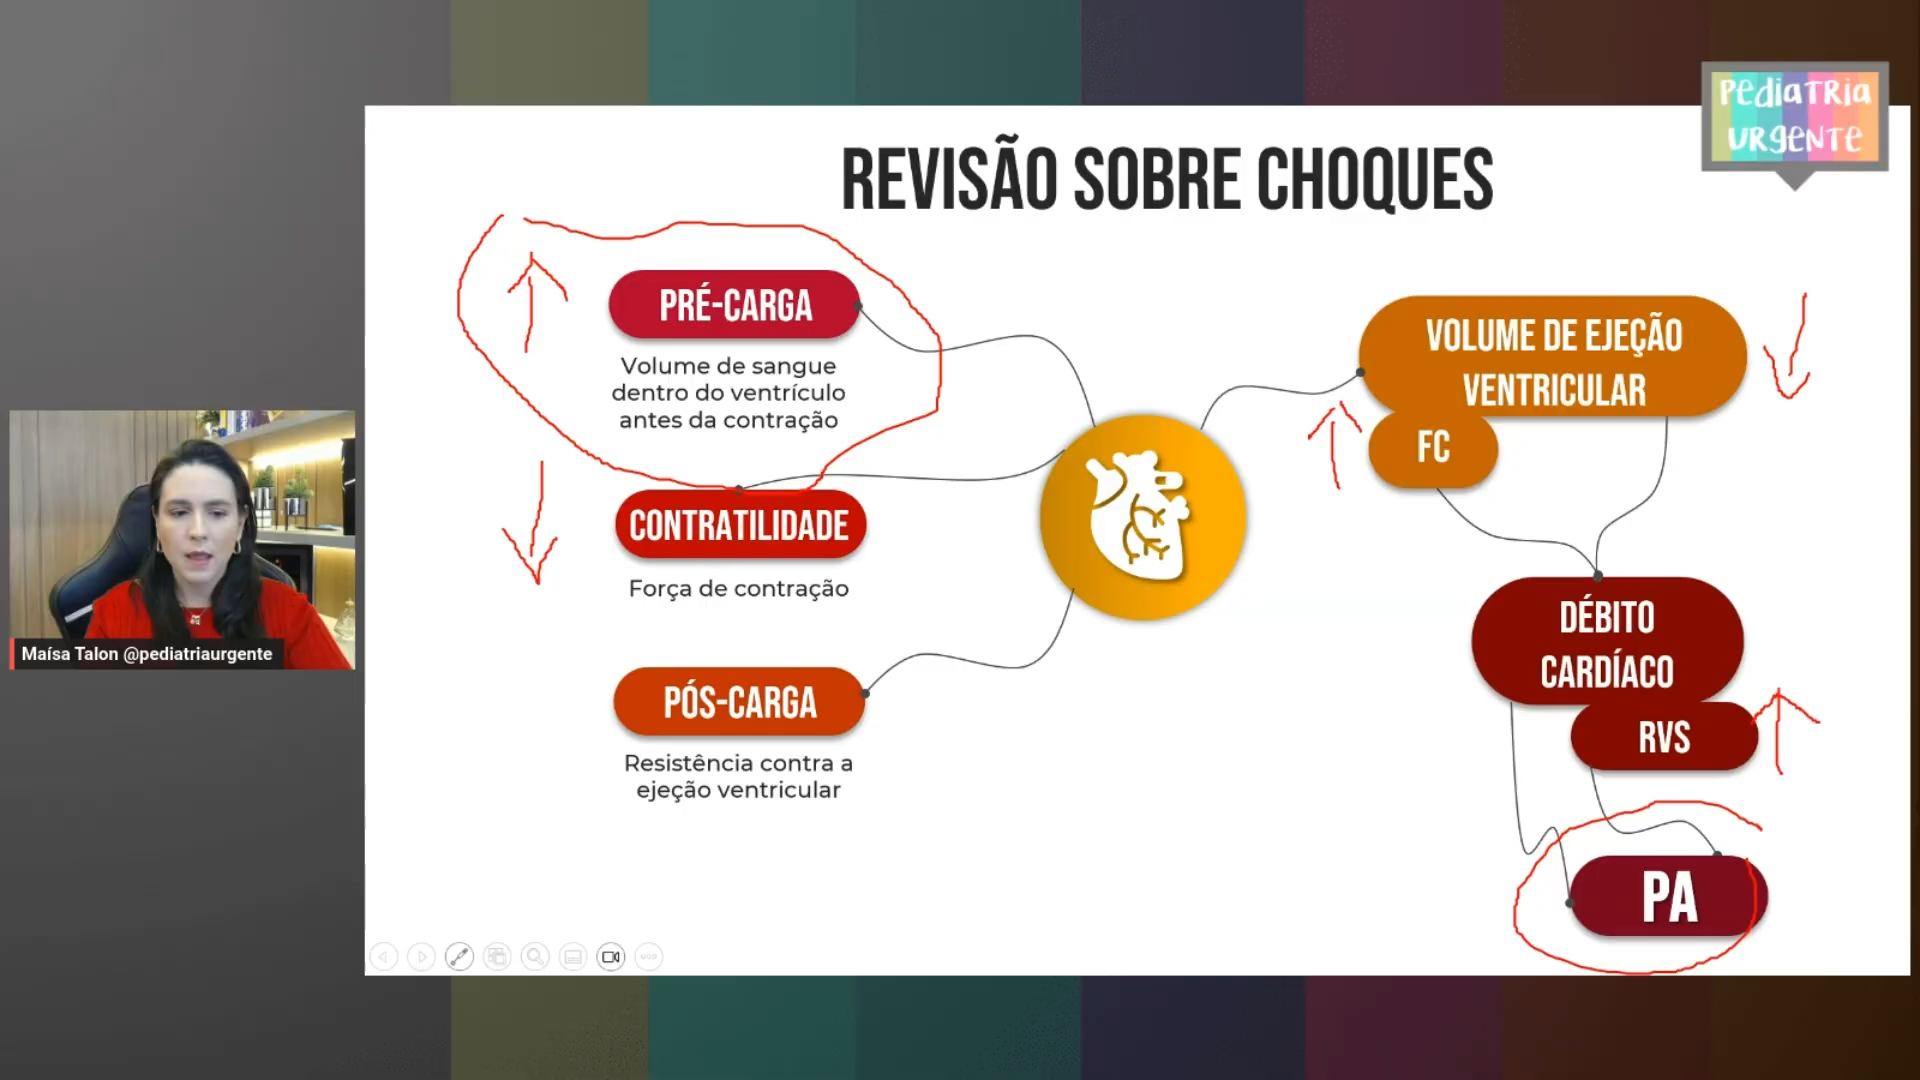 PEDIATRIA
URGENTE
REVISÃO SOBRE CHOQUES
PRÉ-CARGA
Volume de sangue
dentro do ventrículo
antes da contração
CONTRATILIDADE
Força de contração
PÓS-CARGA
Resistência contra a
ejeção ventricular
VOLUME DE EJEÇÃO
VENTRICULAR
FC
DÉBITO
CARDÍACO
RVS
PA
Maísa Talon @pediatriaurgente